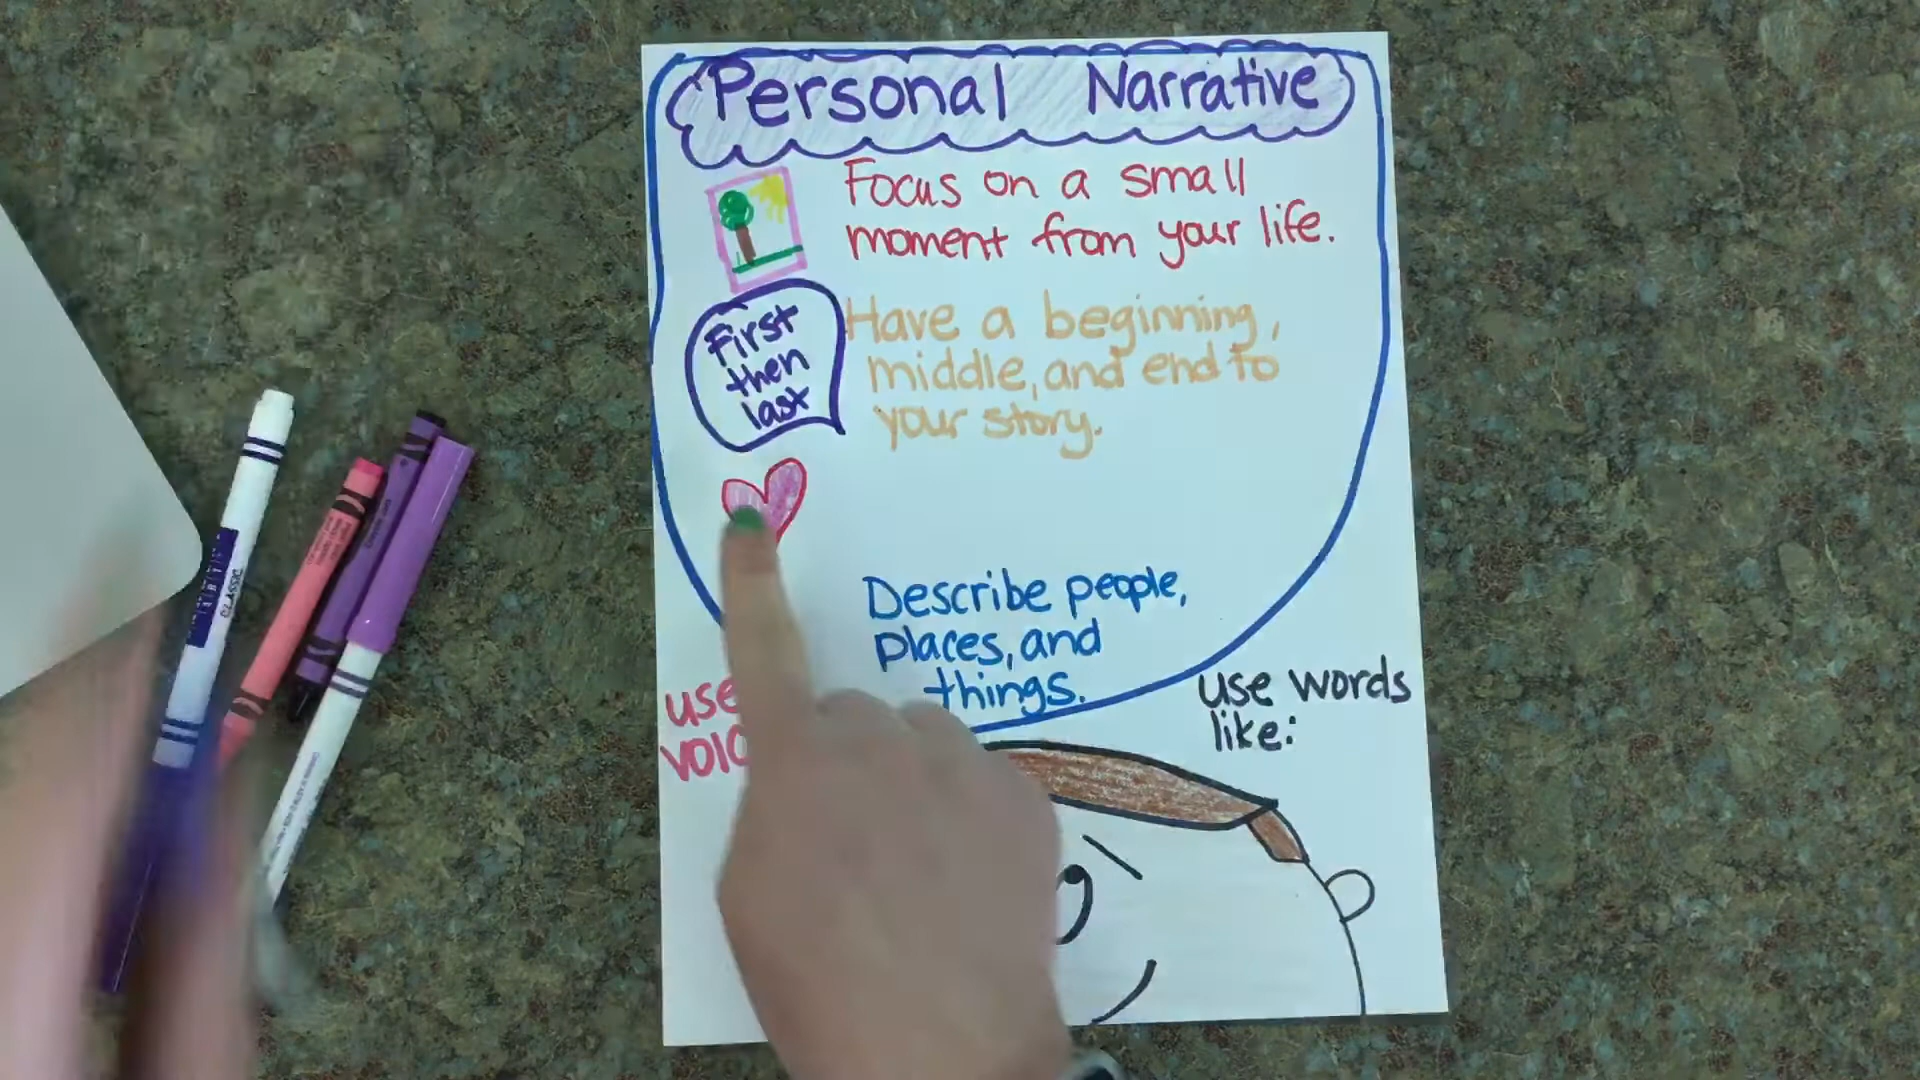 Personal Narrative
Focus on a small
moment from your life.
First
then
last
Have a beginning,
middle, and end to
your story.
Describe people,
places, and
things.
use
use words
like:
CLASSIC